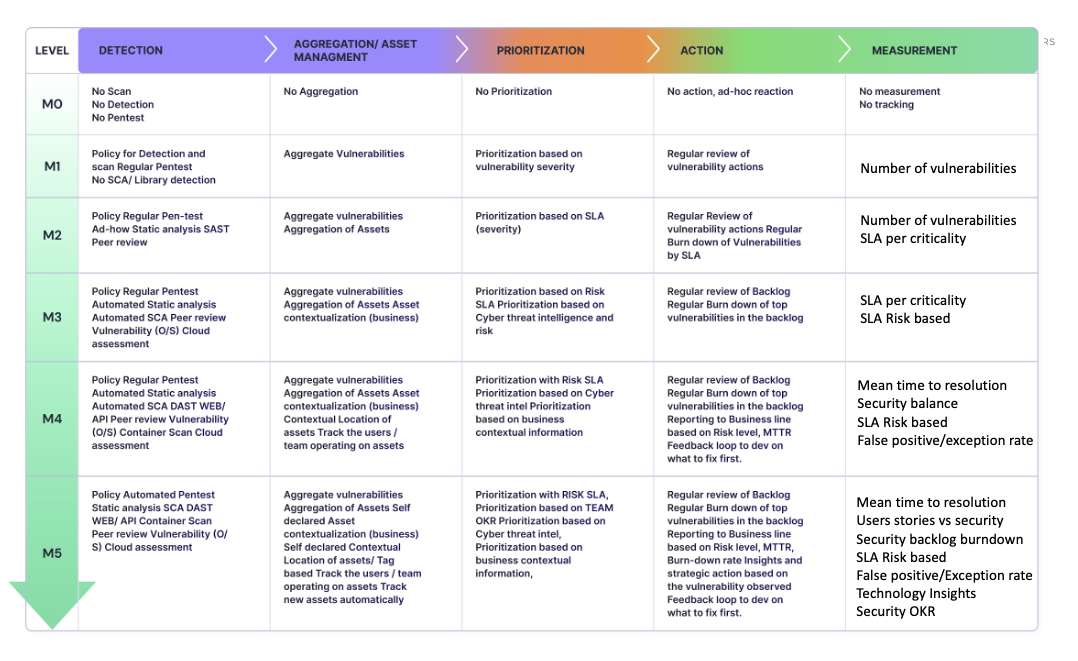 LEVEL
DETECTION
AGGREGATION/ ASSET
MANAGMENT
PRIORITIZATION
ACTION
MEASUREMENT
RS
M0
No Scan
No Detection
No Pentest
No Aggregation
No Prioritization
No action, ad-hoc reaction
No measurement
No tracking
M1
Policy for Detection and
scan Regular Pentest
No SCA/ Library detection
Aggregate Vulnerabilities
Prioritization based on
vulnerability severity
Regular review of
vulnerability actions
Number of vulnerabilities
M2
Policy Regular Pen-test
Ad-how Static analysis SAST
Peer review
Aggregate vulnerabilities
Aggregation of Assets
Prioritization based on SLA
(severity)
Regular Review of
vulnerability actions Regular
Burn down of Vulnerabilities
by SLA
Number of vulnerabilities
SLA per criticality
M3
Policy Regular Pentest
Automated Static analysis
Automated SCA Peer review
Vulnerability (O/S) Cloud
assessment
Aggregate vulnerabilities
Aggregation of Assets Asset
contextualization (business)
Prioritization based on Risk
SLA Prioritization based on
Cyber threat intelligence and
risk
Regular review of Backlog
Regular Burn down of top
vulnerabilities in the backlog
SLA per criticality
SLA Risk based
M4
Policy Regular Pentest
Automated Static analysis
Automated SCA DAST WEB/
API Peer review Vulnerability
(O/S) Container Scan Cloud
assessment
Aggregate vulnerabilities
Aggregation of Assets Asset
contextualization (business)
Contextual Location of
assets Track the users /
team operating on assets
Prioritization with Risk SLA
Prioritization based on Cyber
threat intel Prioritization
based on business
contextual information
Regular review of Backlog
Regular Burn down of top
vulnerabilities in the backlog
Reporting to Business line
based on Risk level, MTTR
Feedback loop to dev on
what to fix first.
Mean time to resolution
Security balance
SLA Risk based
False positive/exception rate
M5
Policy Automated Pentest
Static analysis SCA DAST
WEB/ API Container Scan
Peer review Vulnerability (O/
S) Cloud assessment
Aggregate vulnerabilities
Aggregation of Assets Self
declared Asset
contextualization (business)
Self declared Contextual
Location of assets/ Tag
based Track the users / team
operating on assets Track
new assets automatically
Prioritization with RISK SLA,
Prioritization based on TEAM
OKR Prioritization based on
Cyber threat intel,
Prioritization based on
business contextual
information,
Regular review of Backlog
Regular Burn down of top
vulnerabilities in the backlog
Reporting to Business line
based on Risk level, MTTR,
Burn-down rate Insights and
strategic action based on
the vulnerability observed
Feedback loop to dev on
what to fix first.
Mean time to resolution
Users stories vs security
Security backlog burndown
SLA Risk based
False positive/Exception rate
Technology Insights
Security OKR